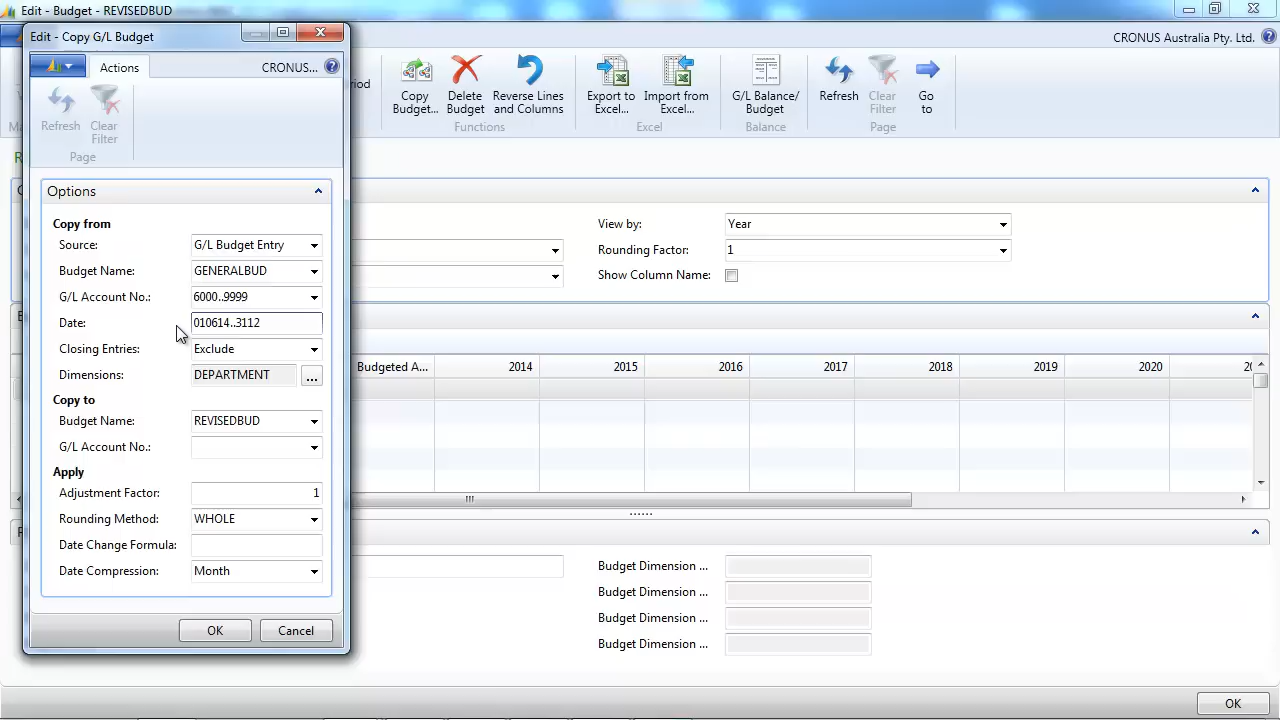 Edit - Budget - REVISEDBUD
Edit - Copy G/L Budget
CRONUS Australia Pty. Ltd.
Actions
CRONUS...
Refresh
Clear Filter
Page
Copy Budget...
Delete Budget
Reverse Lines and Columns
Functions
Export to Excel...
Import from Excel...
Excel
G/L Balance/ Budget
Balance
Refresh
Clear Filter
Go to
Page
Options
Copy from
Source: G/L Budget Entry
Budget Name: GENERALBUD
G/L Account No.: 6000..9999
Date: 010614..3112
Closing Entries: Exclude
Dimensions: DEPARTMENT ...
Copy to
Budget Name: REVISEDBUD
G/L Account No.:
Apply
Adjustment Factor: 1
Rounding Method: WHOLE
Date Change Formula:
Date Compression: Month
OK Cancel
View by: Year
Rounding Factor: 1
Show Column Name:
Budgeted A... 2014 2015 2016 2017 2018 2019 2020
Budget Dimension ...
Budget Dimension ...
Budget Dimension ...
Budget Dimension ...
OK